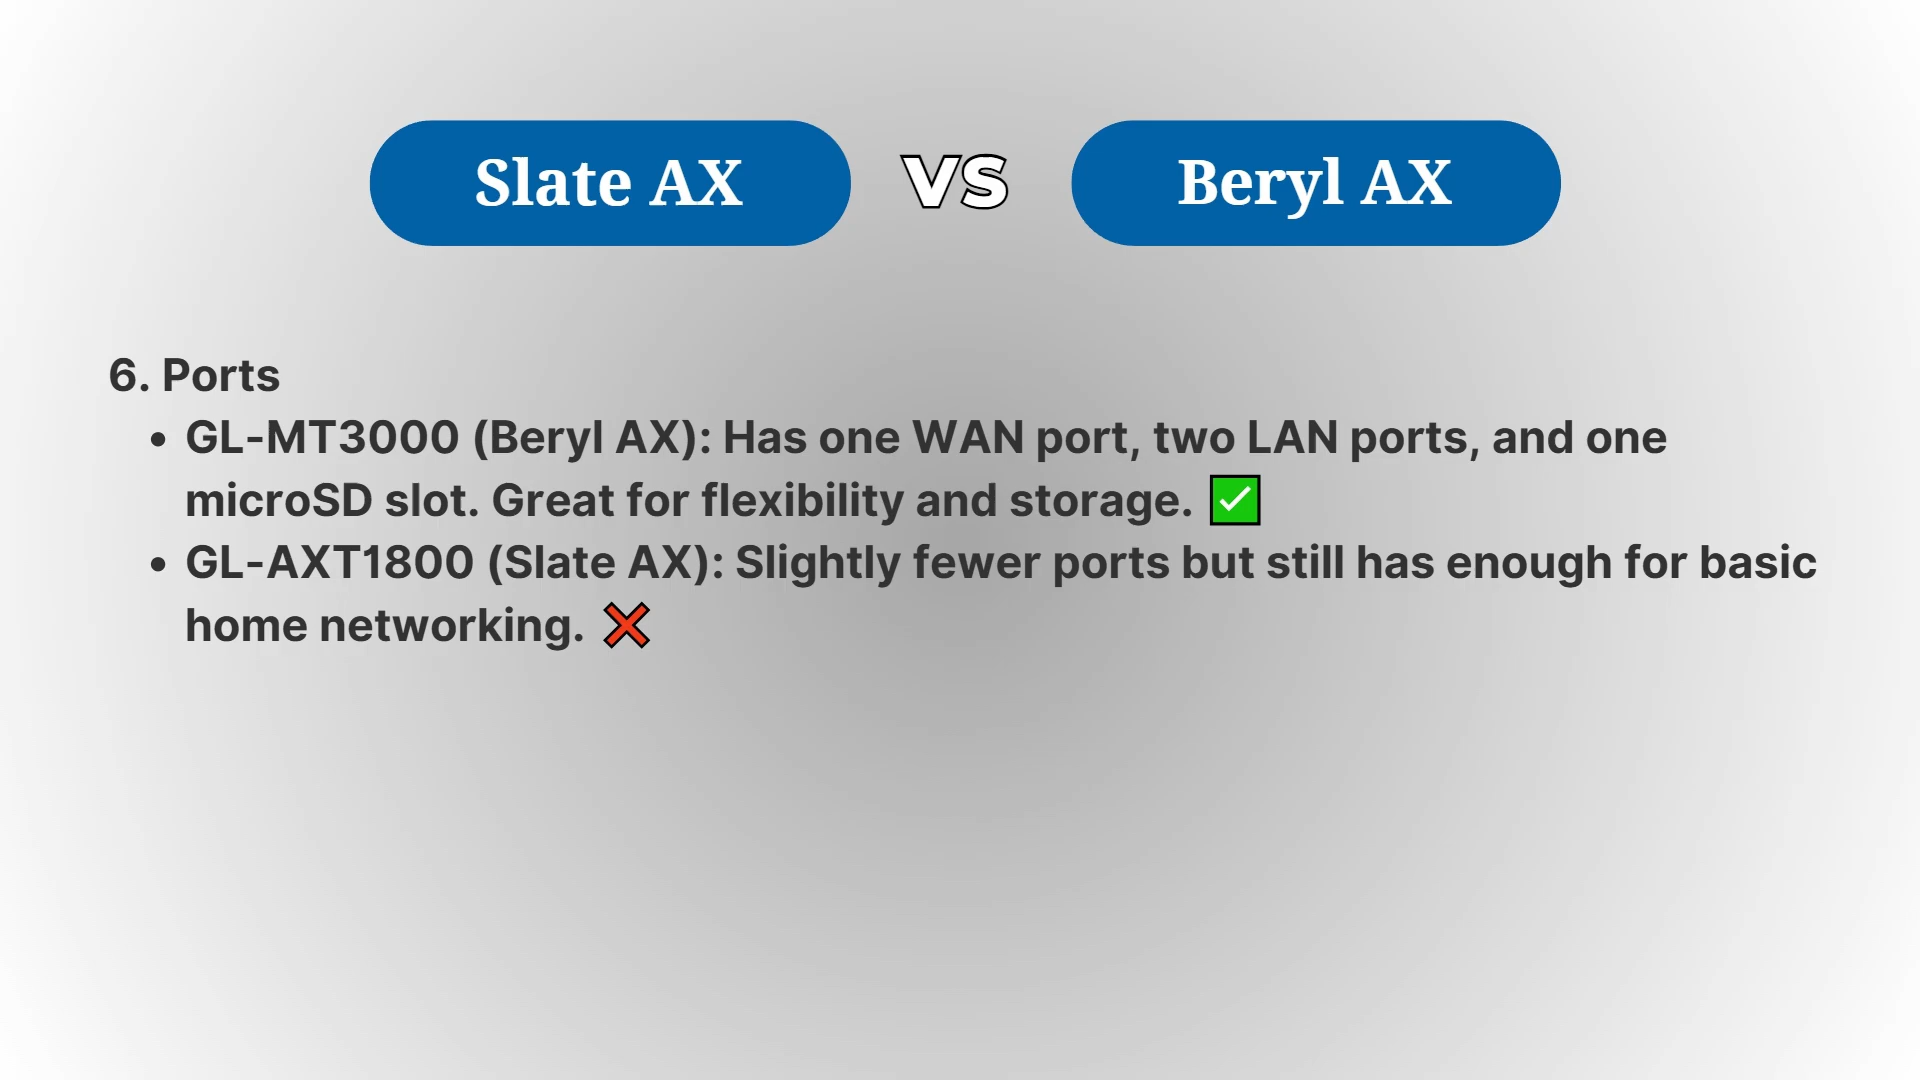 Slate AX VS Beryl AX
6. Ports
• GL-MT3000 (Beryl AX): Has one WAN port, two LAN ports, and one
microSD slot. Great for flexibility and storage. ✅
• GL-AXT1800 (Slate AX): Slightly fewer ports but still has enough for basic
home networking. ❌